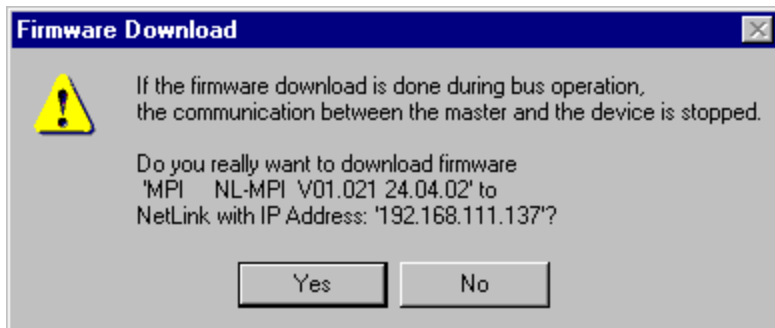 Firmware Download
If the firmware download is done during bus operation,
the communication between the master and the device is stopped.
Do you really want to download firmware
'MPI NL-MPI V01.021 24.04.02' to
NetLink with IP Address: '192.168.111.137'?
Yes No